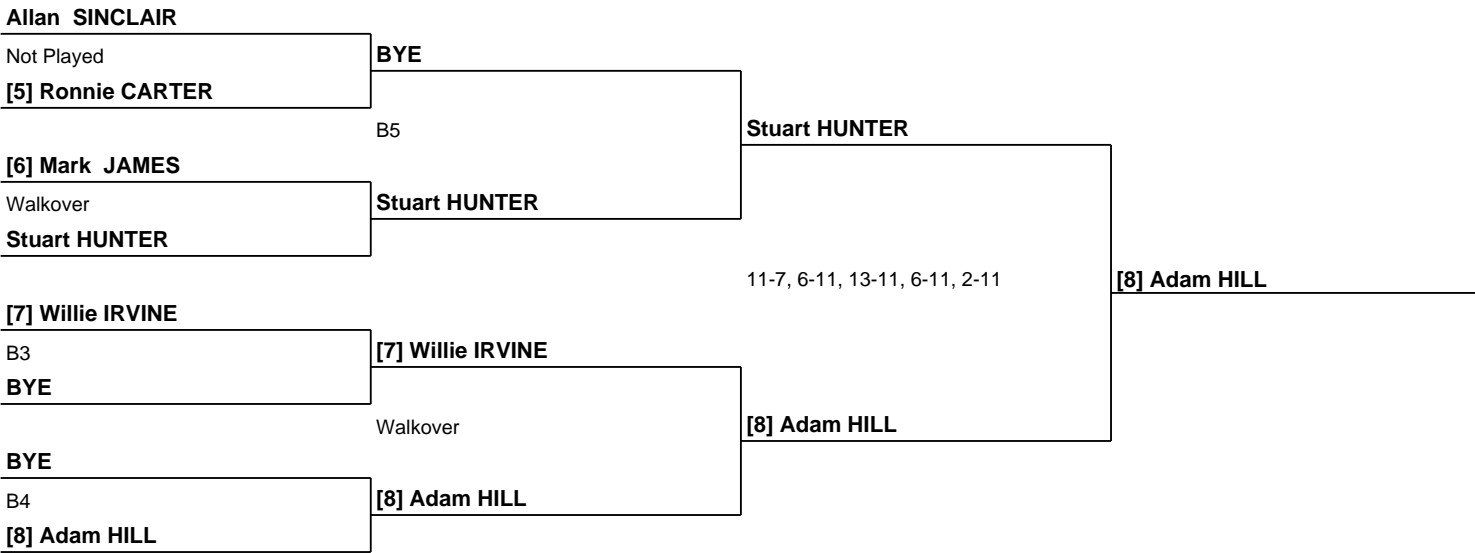 Allan  SINCLAIR
Not Played
[5] Ronnie CARTER
[6] Mark  JAMES
Walkover
Stuart HUNTER
[7] Willie IRVINE
B3
BYE
BYE
B4
[8] Adam HILL
BYE
B5
Stuart HUNTER
[7] Willie IRVINE
Walkover
[8] Adam HILL
Stuart HUNTER
11-7, 6-11, 13-11, 6-11, 2-11
[8] Adam HILL
[8] Adam HILL